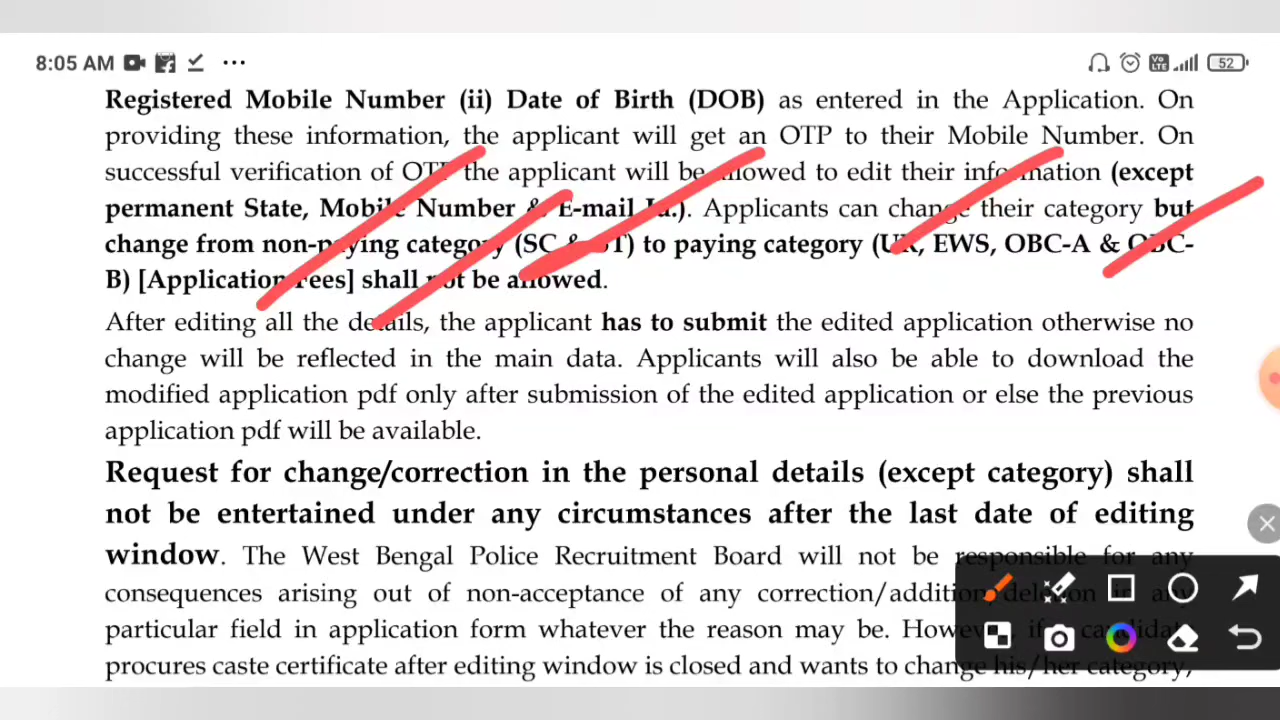 8:05 AM
52
Registered Mobile Number (ii) Date of Birth (DOB) as entered in the Application. On
providing these information, the applicant will get an OTP to their Mobile Number. On
successful verification of OTP the applicant will be allowed to edit their information (except
permanent State, Mobile Number & E-mail Id.). Applicants can change their category but
change from non-paying category (SC & ST) to paying category (UR, EWS, OBC-A & OBC-
B) [Application Fees] shall not be allowed.
After editing all the details, the applicant has to submit the edited application otherwise no
change will be reflected in the main data. Applicants will also be able to download the
modified application pdf only after submission of the edited application or else the previous
application pdf will be available.
Request for change/correction in the personal details (except category) shall
not be entertained under any circumstances after the last date of editing
window. The West Bengal Police Recruitment Board will not be responsible for any
consequences arising out of non-acceptance of any correction/addition/deletion in any
particular field in application form whatever the reason may be. However, if a candidate
procures caste certificate after editing window is closed and wants to change his/her category,